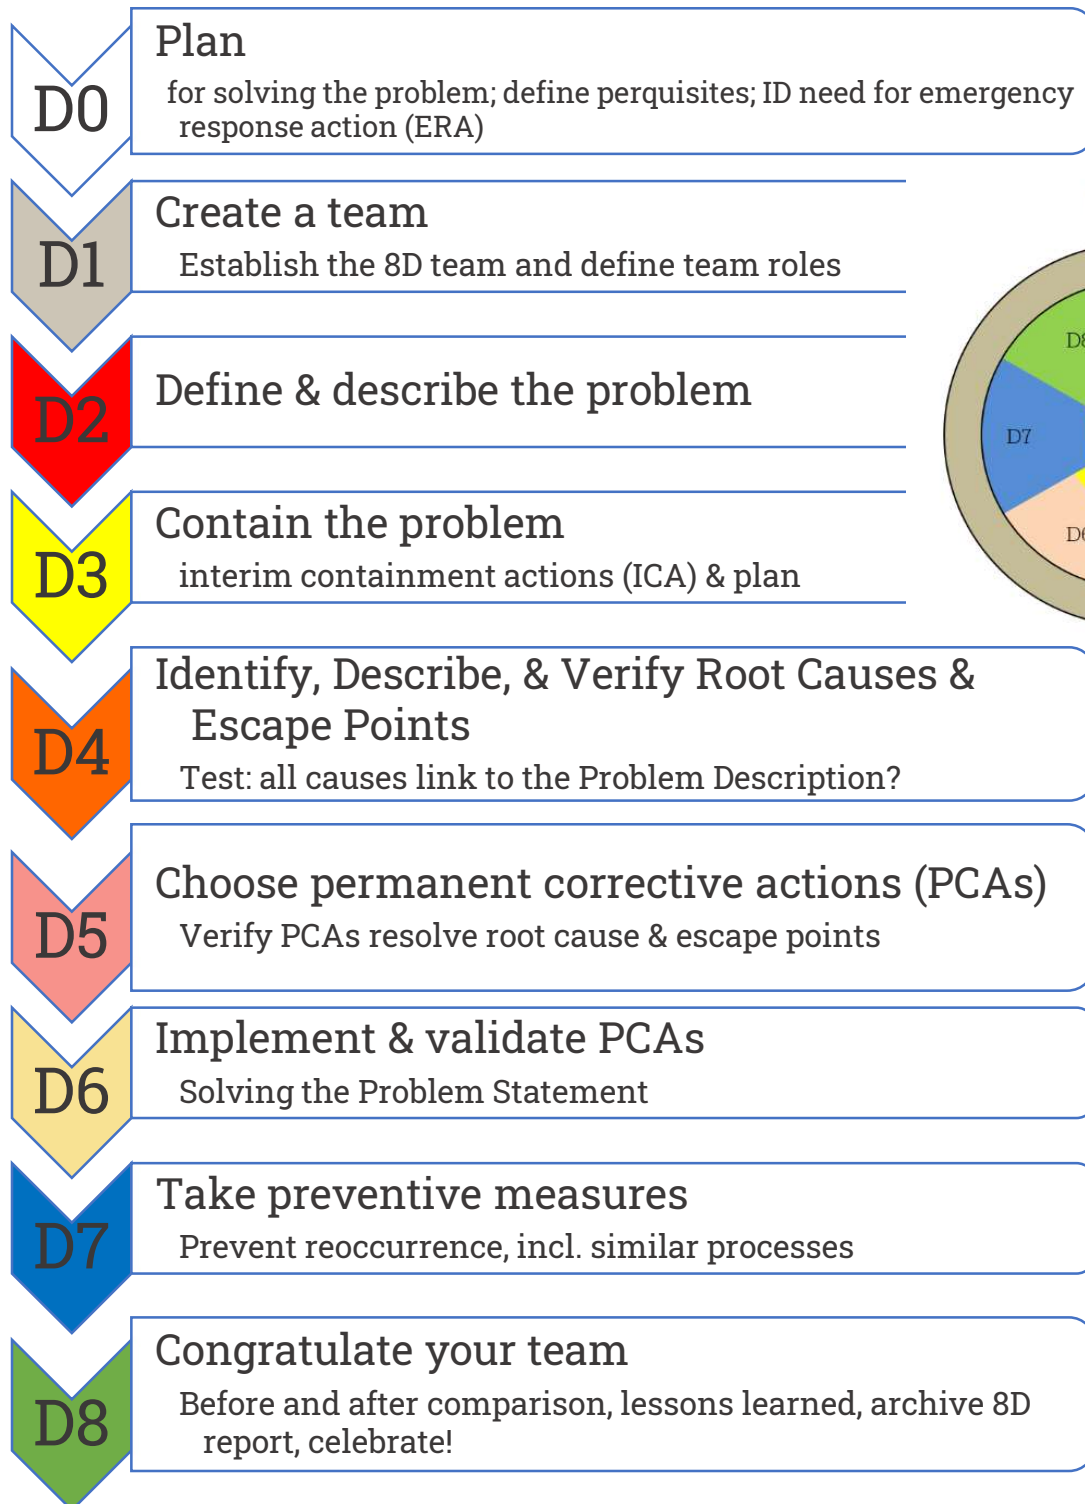 D0
Plan
for solving the problem; define perquisites; ID need for emergency
response action (ERA)
D1
Create a team
Establish the 8D team and define team roles
D2
Define & describe the problem
D3
Contain the problem
interim containment actions (ICA) & plan
D8
D7
D6
D4
Identify, Describe, & Verify Root Causes &
Escape Points
Test: all causes link to the Problem Description?
D5
Choose permanent corrective actions (PCAs)
Verify PCAs resolve root cause & escape points
D6
Implement & validate PCAs
Solving the Problem Statement
D7
Take preventive measures
Prevent reoccurrence, incl. similar processes
D8
Congratulate your team
Before and after comparison, lessons learned, archive 8D
report, celebrate!